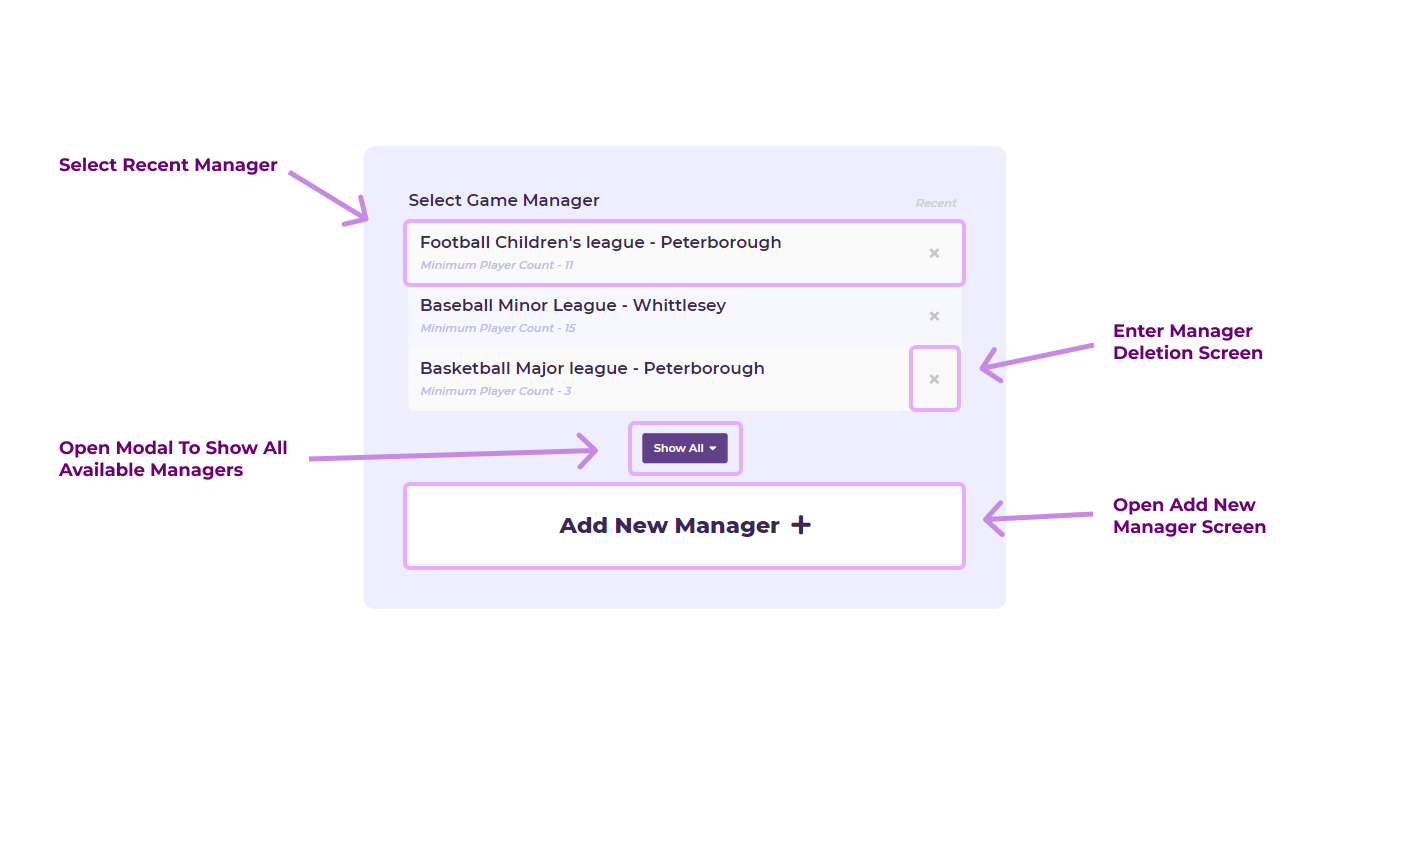 Select Recent Manager
Select Game Manager
Recent
Football Children's league - Peterborough
Minimum Player Count - 11
Baseball Minor League - Whittlesey
Minimum Player Count - 15
Enter Manager
Deletion Screen
Basketball Major league - Peterborough
Minimum Player Count - 3
Open Modal To Show All
Available Managers
Show All
Open Add New
Manager Screen
Add New Manager +